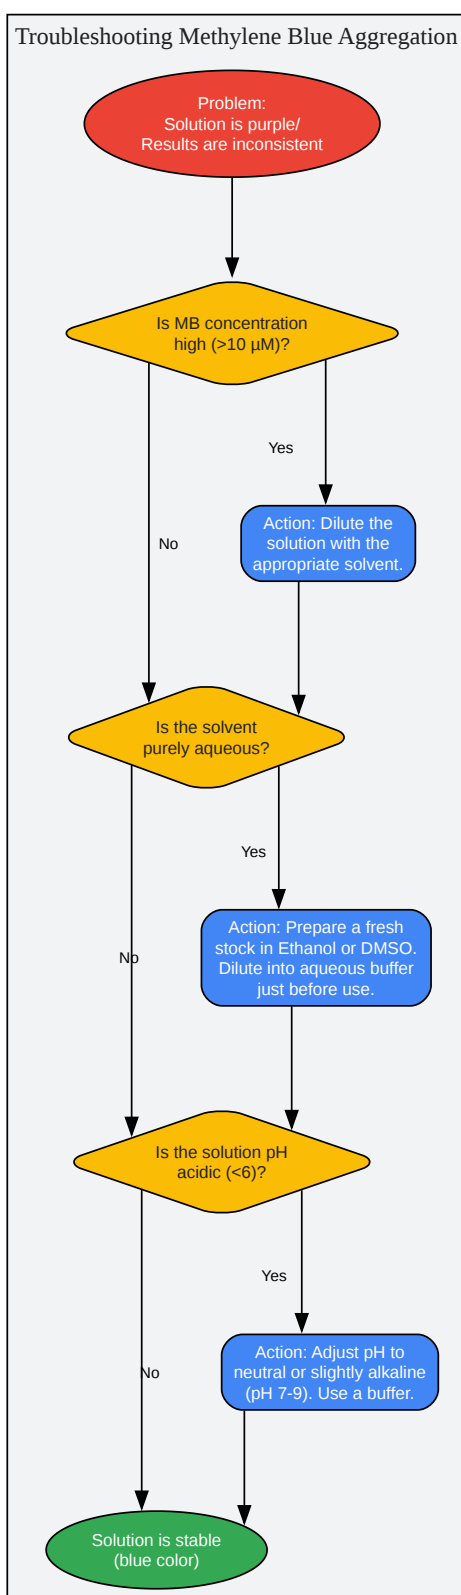 Troubleshooting Methylene Blue Aggregation
Problem:
Solution is purple/
Results are inconsistent
Is MB concentration
high (>10 µM)?
Yes
Action: Dilute the
solution with the
appropriate solvent.
No
Is the solvent
purely aqueous?
Yes
Action: Prepare a fresh
stock in Ethanol or DMSO.
Dilute into aqueous buffer
just before use.
No
Is the solution pH
acidic (<6)?
Yes
Action: Adjust pH to
neutral or slightly alkaline
(pH 7-9). Use a buffer.
No
Solution is stable
(blue color)